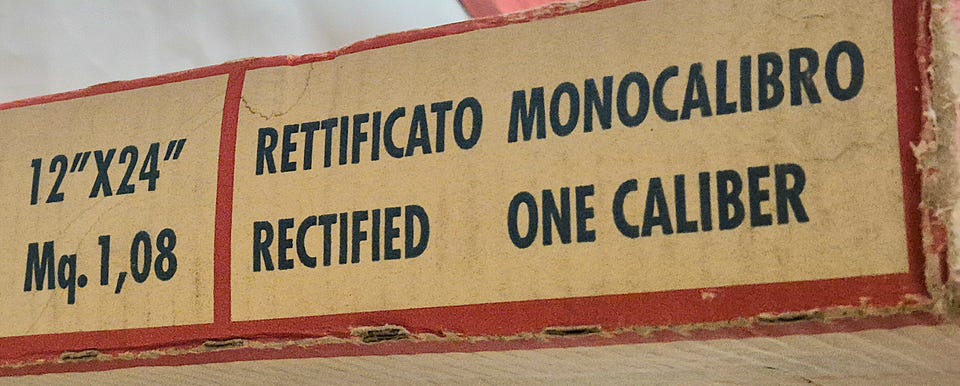 12"X24"
Mq. 1,08
RETTIFICATO MONOCALIBRO
RECTIFIED ONE CALIBER